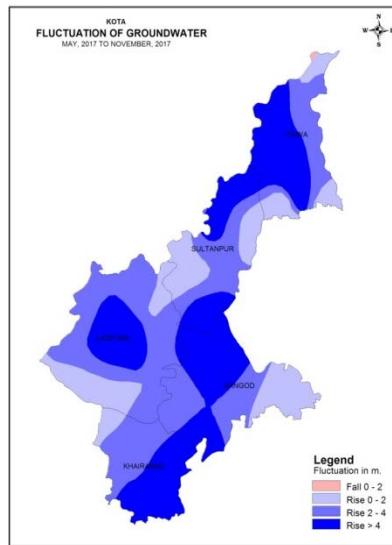 KOTA
FLUCTUATION OF GROUNDWATER
MAY, 2017 TO NOVEMBER, 2017
N
W E
S
SULTANPUR
KHAIRABAD
Legend
Fluctuation in m.
Fall 0 - 2
Rise 0 - 2
Rise 2 - 4
Rise > 4